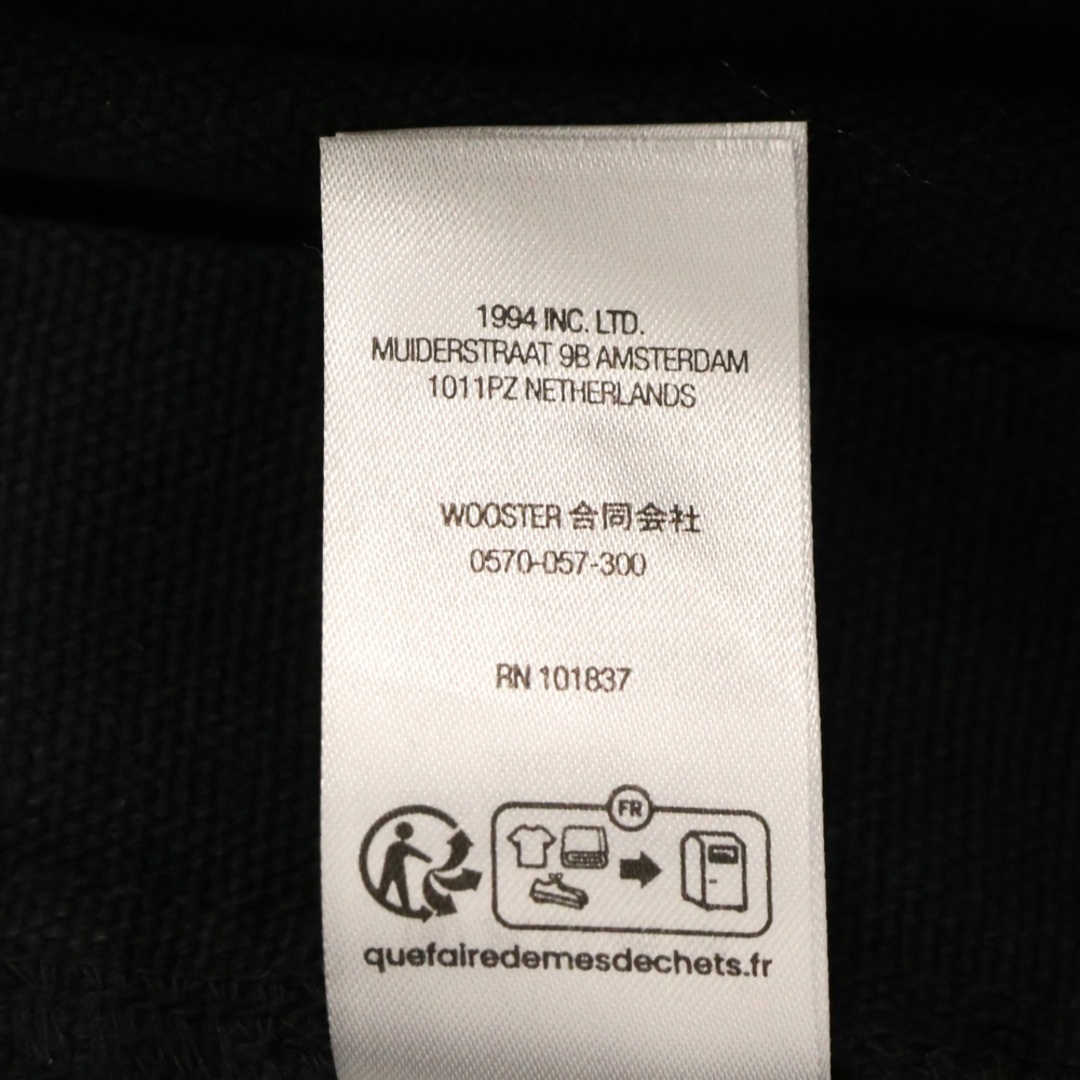 1994 INC. LTD.
MUIDERSTRAAT 9B AMSTERDAM
1011PZ NETHERLANDS
WOOSTER 合同会社
0570-057-300
RN 101837
FR
quefairedemesdechets.fr